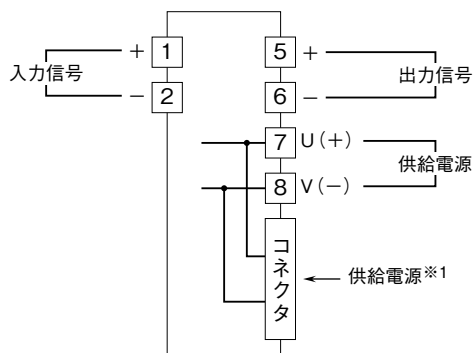 入力信号
+ 1
− 2
5 +
6 −
出力信号
7 U(+)
8 V(−)
供給電源
コネクタ
供給電源※1